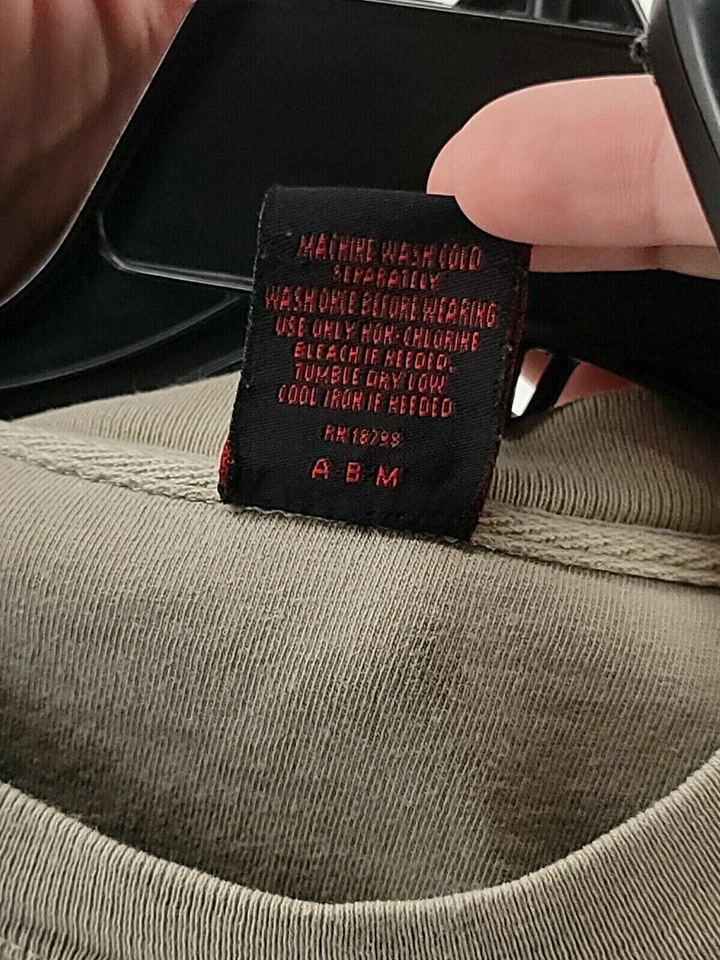 MACHINE WASH COLD
SEPARATELY
WASH ONCE BEFORE WEARING
USE ONLY NON-CHLORINE
BLEACH IF NEEDED.
TUMBLE DRY LOW
COOL IRON IF NEEDED
RN 18798
A B M